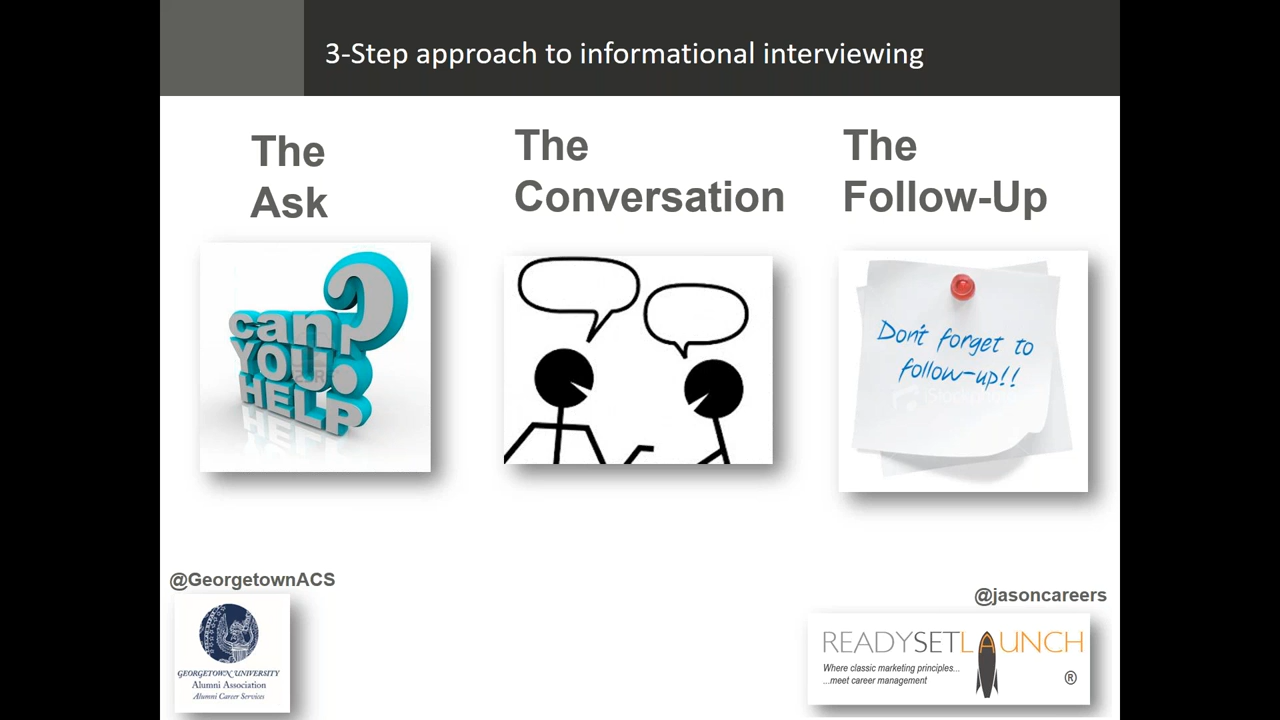 3-Step approach to informational interviewing
The
Ask
The
Conversation
The
Follow-Up
can
YOU
HELP
?
Don't forget to
follow-up!!
@GeorgetownACS
GEORGETOWN UNIVERSITY
Alumni Association
Alumni Career Services
@jasoncareers
READYSETLAUNCH
Where classic marketing principles...
...meet career management
®